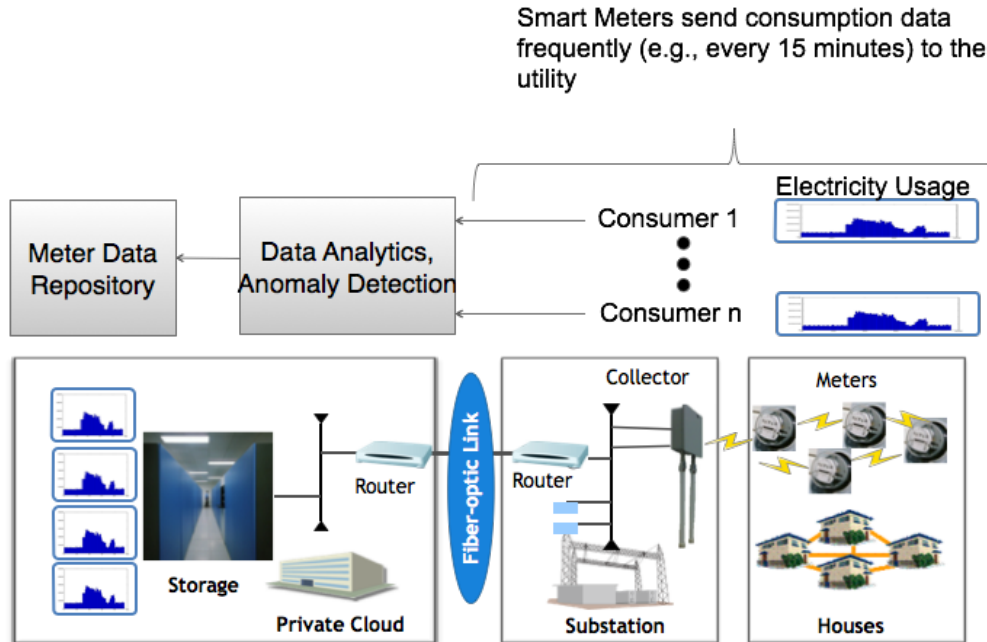 Smart Meters send consumption data
frequently (e.g., every 15 minutes) to the
utility
Electricity Usage
Consumer 1
Meter Data
Repository
Data Analytics,
Anomaly Detection
Consumer n
Collector
Meters
Router
Fiber-optic Link
Router
Storage
Private Cloud
Substation
Houses